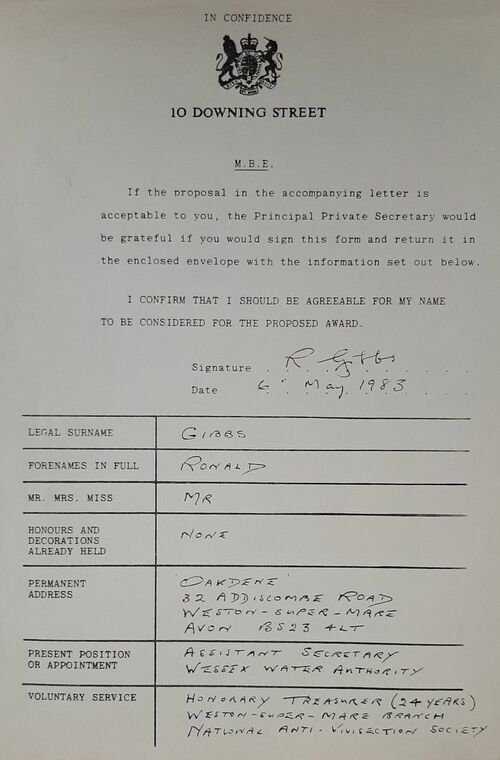 IN CONFIDENCE
10 DOWNING STREET
M.B.E.
If the proposal in the accompanying letter is
acceptable to you, the Principal Private Secretary would
be grateful if you would sign this form and return it in
the enclosed envelope with the information set out below.
I CONFIRM THAT I SHOULD BE AGREEABLE FOR MY NAME
TO BE CONSIDERED FOR THE PROPOSED AWARD.
Signature R Gibbs
Date 6 May 1983
LEGAL SURNAME GIBBS
FORENAMES IN FULL RONALD
MR. MRS. MISS MR
HONOURS AND
DECORATIONS
ALREADY HELD
NONE
PERMANENT
ADDRESS
"OAKDENE"
32 ADDISCOMBE ROAD
WESTON-SUPER-MARE
AVON BS23 4LT
PRESENT POSITION
OR APPOINTMENT
ASSISTANT SECRETARY
WESSEX WATER AUTHORITY
VOLUNTARY SERVICE
HONORARY TREASURER (24 YEARS)
WESTON-SUPER-MARE BRANCH
NATIONAL ANTI-VIVISECTION SOCIETY